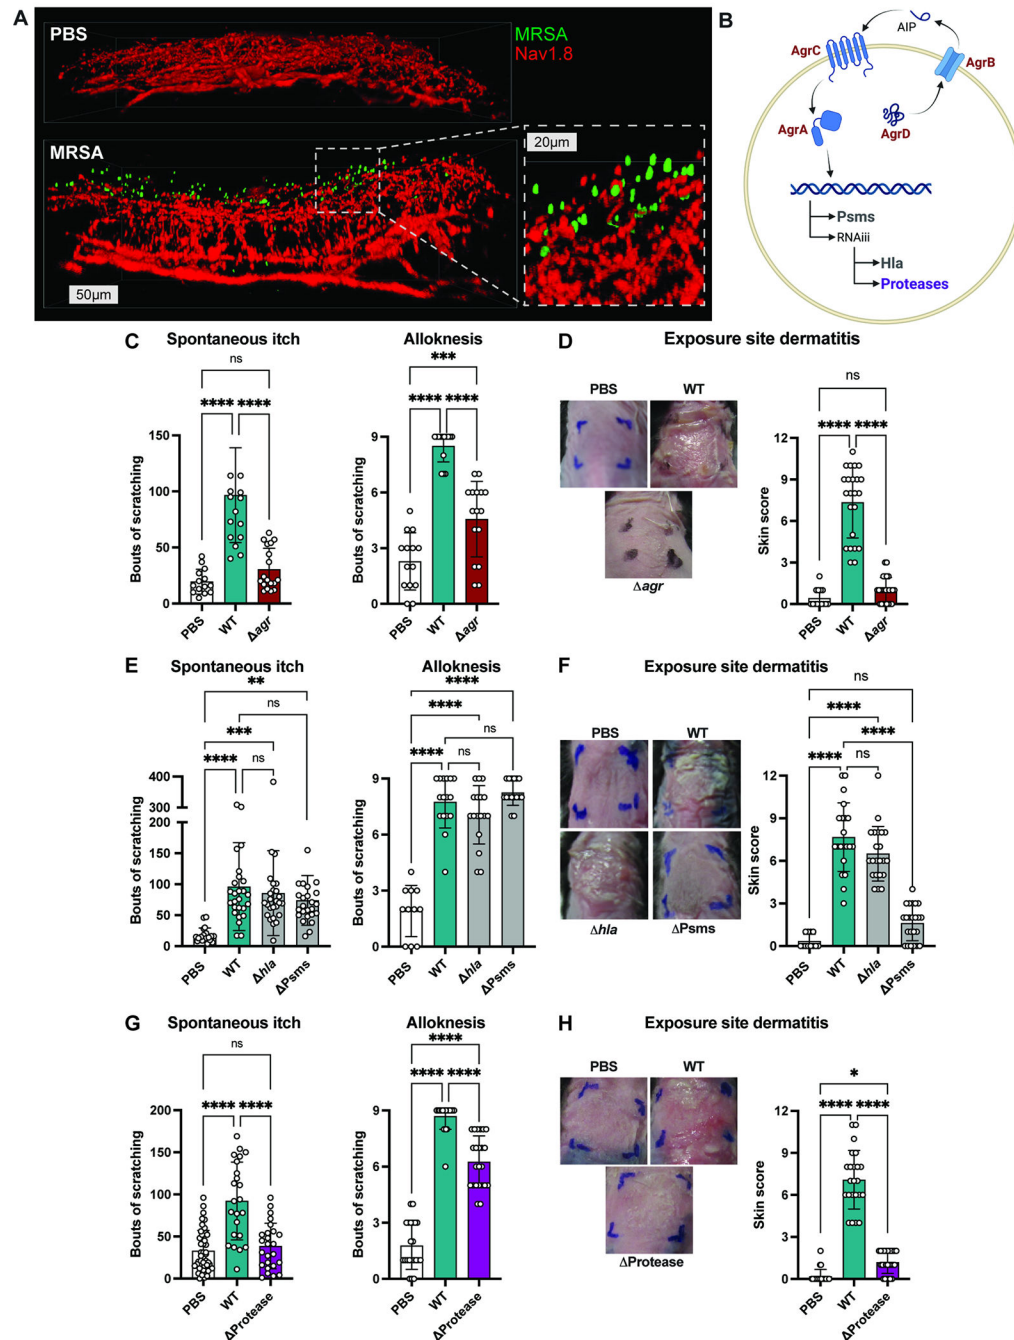 A
PBS
MRSA
Nav1.8
MRSA
20µm
50µm
B
AIP
AgrC
AgrB
AgrA
AgrD
Psms
RNAiii
Hla
Proteases
C
Spontaneous itch
ns
**** ****
Bouts of scratching
150
100
50
0
PBS WT Δagr
Alloknesis
***
**** ****
Bouts of scratching
9
6
3
0
PBS WT Δagr
D
Exposure site dermatitis
PBS WT
Δagr
ns
**** ****
Skin score
12
9
6
3
0
PBS WT Δagr
E
Spontaneous itch
**
ns
***
**** ns
Bouts of scratching
400
300
200
200
150
100
50
0
PBS WT Δhla ΔPsms
Alloknesis
****
****
ns
**** ns
Bouts of scratching
9
6
3
0
PBS WT Δhla ΔPsms
F
Exposure site dermatitis
PBS WT
Δhla ΔPsms
ns
****
****
**** ns
Skin score
12
9
6
3
0
PBS WT Δhla ΔPsms
G
Spontaneous itch
ns
**** ****
Bouts of scratching
200
150
100
50
0
PBS WT ΔProtease
Alloknesis
****
**** ****
Bouts of scratching
9
6
3
0
PBS WT ΔProtease
H
Exposure site dermatitis
PBS WT
ΔProtease
*
**** ****
Skin score
12
9
6
3
0
PBS WT ΔProtease